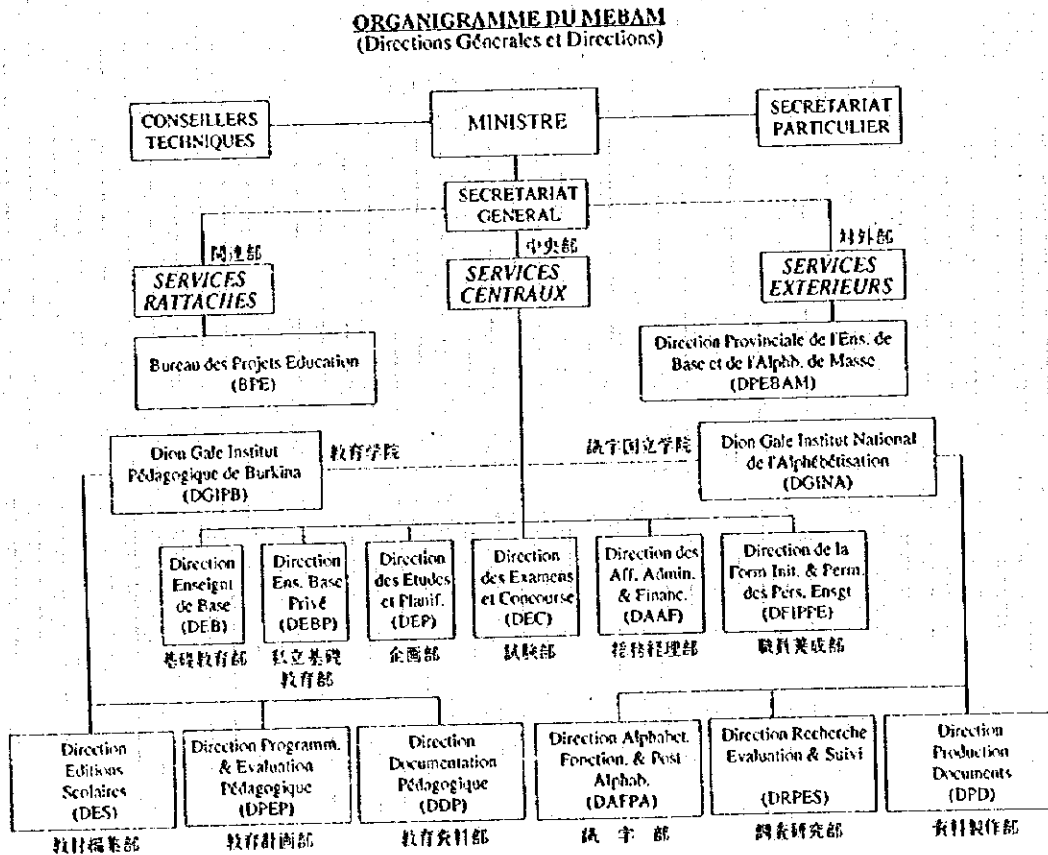 ORGANIGRAMME DU MEBAM
(Directions Générales et Directions)
CONSEILLERS
TECHNIQUES
MINISTRE
SECRETARIAT
PARTICULIER
SECRETARIAT
GENERAL
関連部
中央部
対外部
SERVICES
RATTACHES
SERVICES
CENTRAUX
SERVICES
EXTERIEURS
Bureau des Projets Education
(BPE)
Direction Provinciale de l'Ens. de
Base et de l'Alphb. de Masse
(DPEBAM)
Dion Gale Institut
Pédagogique de Burkina
(DGIPB)
教育学院
識字国立学院
Dion Gale Institut National
de l'Alphébétisation
(DGINA)
Direction
Enseignt
de Base
(DEB)
基礎教育部
Direction
Ens. Base
Privé
(DEBP)
私立基礎
教育部
Direction
des Etudes
et Planif.
(DEP)
企画部
Direction
des Examens
et Concourse
(DEC)
試験部
Direction des
Aff. Admin.
& Financ.
(DAAF)
総務経理部
Direction de la
Form Init. & Perm.
des Pers. Ensgt
(DFIPPE)
職員養成部
Direction
Editions
Scolaires
(DES)
教材編集部
Direction Programm.
& Evaluation
Pédagogique
(DPEP)
教育計画部
Direction
Documentation
Pédagogique
(DDP)
教育資料部
Direction Alphabet.
Fonction. & Post
Alphab.
(DAFPA)
識字部
Direction Recherche
Evaluation & Suivi
(DRPES)
調査研究部
Direction
Production
Documents
(DPD)
資料製作部